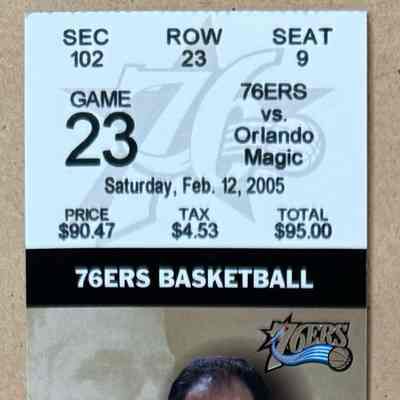 SEC ROW SEAT
102 23 9
GAME 23
76ERS vs. Orlando Magic
Saturday, Feb. 12, 2005
PRICE TAX TOTAL
$90.47 $4.53 $95.00
76ERS BASKETBALL
76ERS